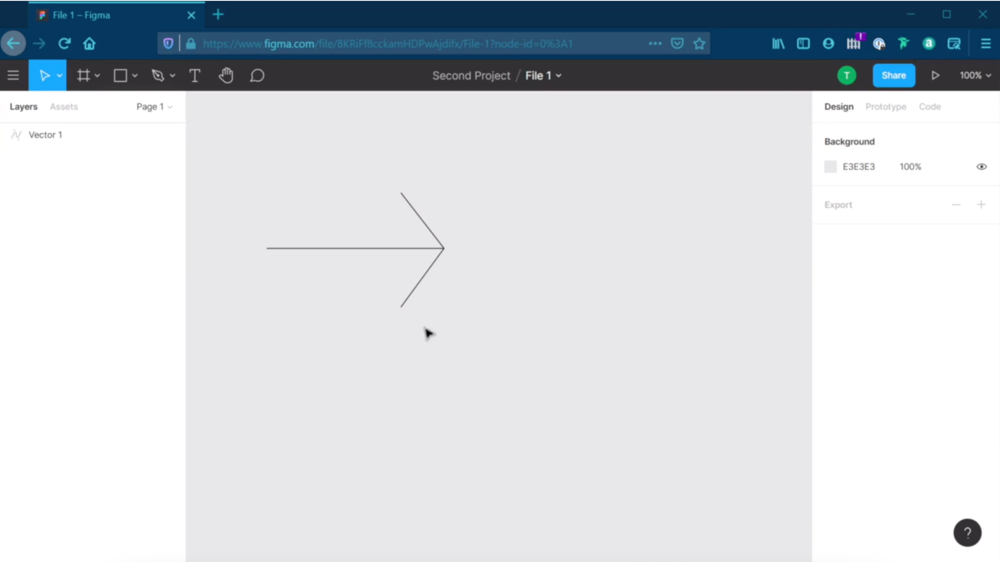 File 1 – Figma
https://www.figma.com/file/8KRiFf8cckamHDPwAjdifx/File-1?node-id=0%3A1
!
a
T
Second Project / File 1
T
Share
100%
Layers
Assets
Page 1
Design
Prototype
Code
Vector 1
Background
E3E3E3
100%
Export
?